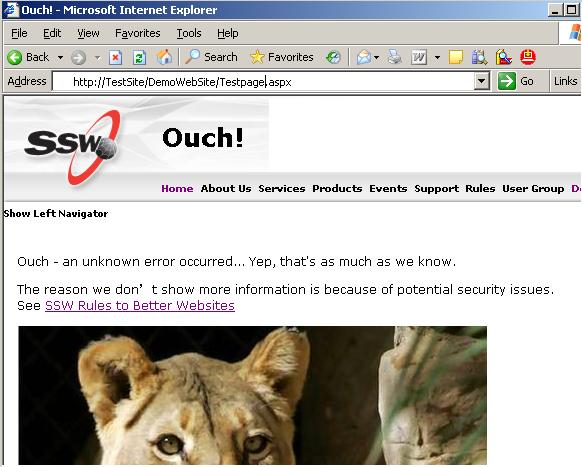 Ouch! - Microsoft Internet Explorer
File Edit View Favorites Tools Help
Back Search Favorites W
Address http://TestSite/DemoWebSite/Testpage.aspx Go Links
SSW
Ouch!
Home About Us Services Products Events Support Rules User Group
Show Left Navigator
Ouch - an unknown error occurred... Yep, that's as much as we know.
The reason we don’t show more information is because of potential security issues.
See SSW Rules to Better Websites